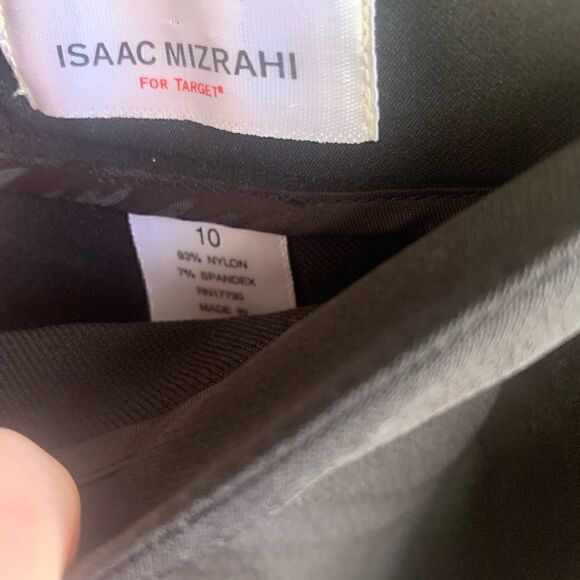 ISAAC MIZRAHI
FOR TARGET®
10
93% NYLON
7% SPANDEX
RN17730
MADE IN